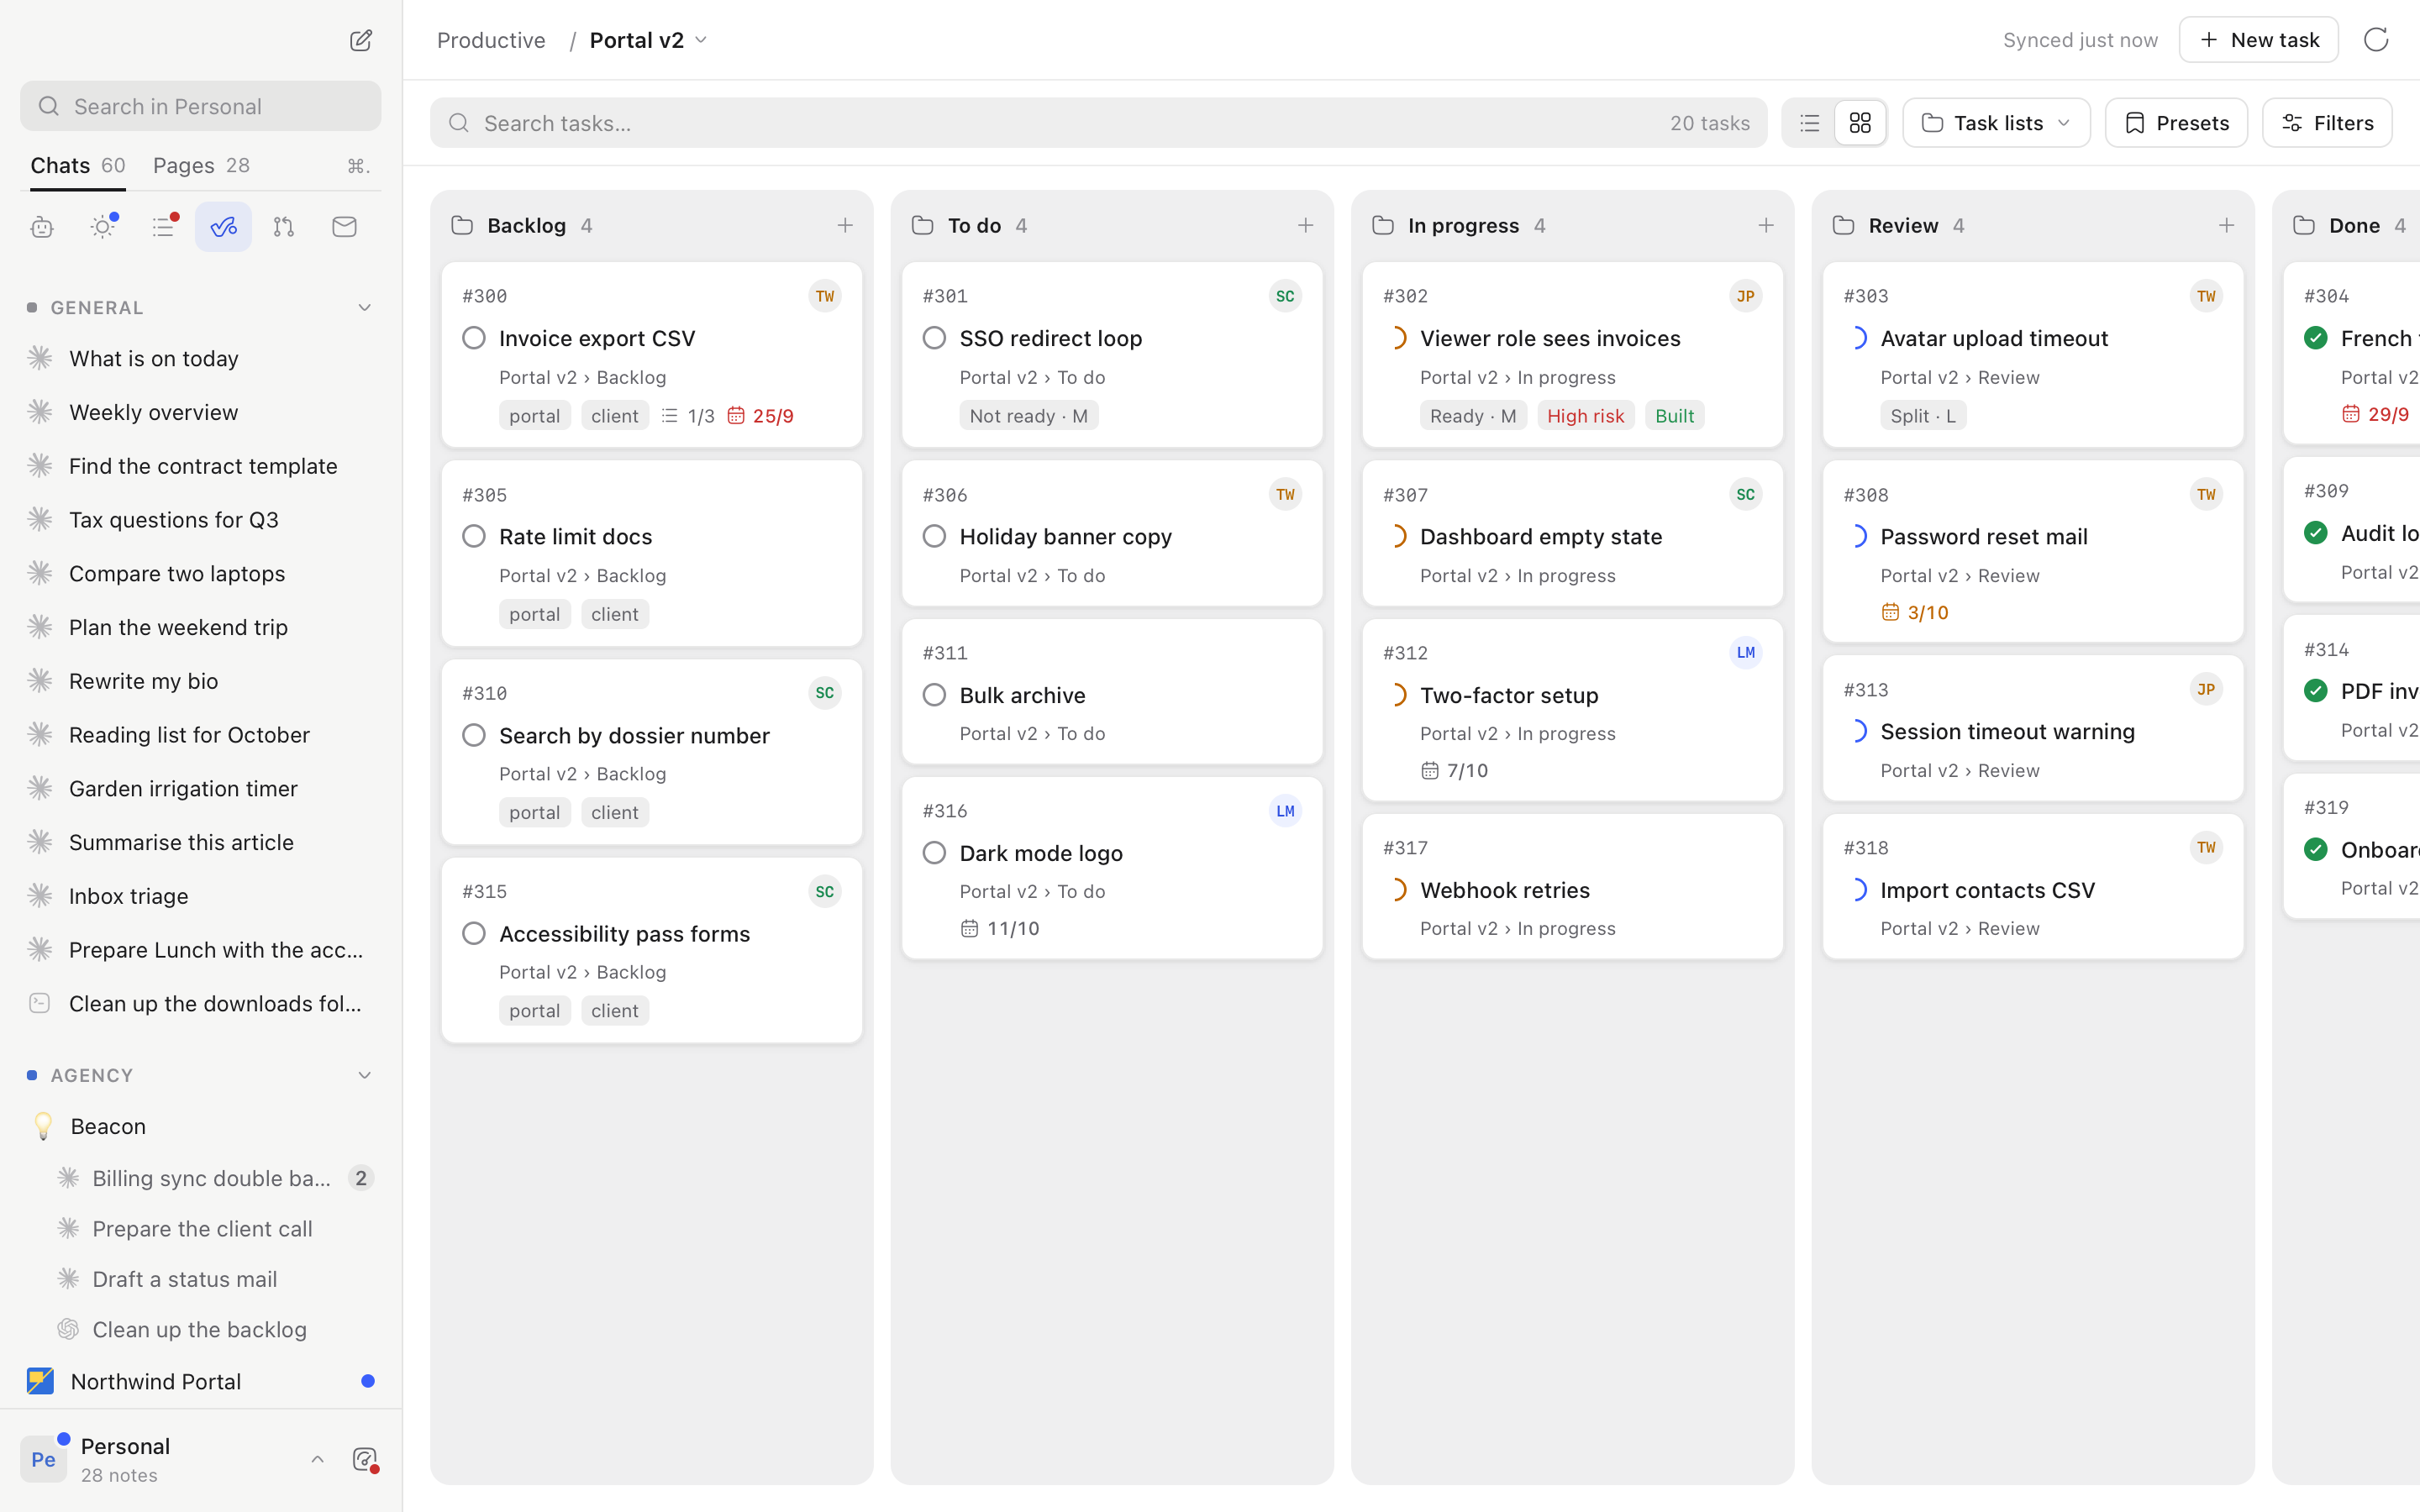 Search in Personal
Chats 60 Pages 28 ⌘.
GENERAL
What is on today
Weekly overview
Find the contract template
Tax questions for Q3
Compare two laptops
Plan the weekend trip
Rewrite my bio
Reading list for October
Garden irrigation timer
Summarise this article
Inbox triage
Prepare Lunch with the acc...
Clean up the downloads fol...
AGENCY
Beacon
Billing sync double ba... 2
Prepare the client call
Draft a status mail
Clean up the backlog
Northwind Portal
Pe Personal
28 notes
Productive / Portal v2
Synced just now
New task
Search tasks...
20 tasks
Task lists
Presets
Filters
Backlog 4
#300 TW
Invoice export CSV
Portal v2 › Backlog
portal client 1/3 25/9
#305
Rate limit docs
Portal v2 › Backlog
portal client
#310 SC
Search by dossier number
Portal v2 › Backlog
portal client
#315 SC
Accessibility pass forms
Portal v2 › Backlog
portal client
To do 4
#301 SC
SSO redirect loop
Portal v2 › To do
Not ready · M
#306 TW
Holiday banner copy
Portal v2 › To do
#311
Bulk archive
Portal v2 › To do
#316 LM
Dark mode logo
Portal v2 › To do
11/10
In progress 4
#302 JP
Viewer role sees invoices
Portal v2 › In progress
Ready · M High risk Built
#307 SC
Dashboard empty state
Portal v2 › In progress
#312 LM
Two-factor setup
Portal v2 › In progress
7/10
#317
Webhook retries
Portal v2 › In progress
Review 4
#303 TW
Avatar upload timeout
Portal v2 › Review
Split · L
#308 TW
Password reset mail
Portal v2 › Review
3/10
#313 JP
Session timeout warning
Portal v2 › Review
#318 TW
Import contacts CSV
Portal v2 › Review
Done 4
#304
French
Portal v2
29/9
#309
Audit lo
Portal v2
#314
PDF inv
Portal v2
#319
Onboar
Portal v2